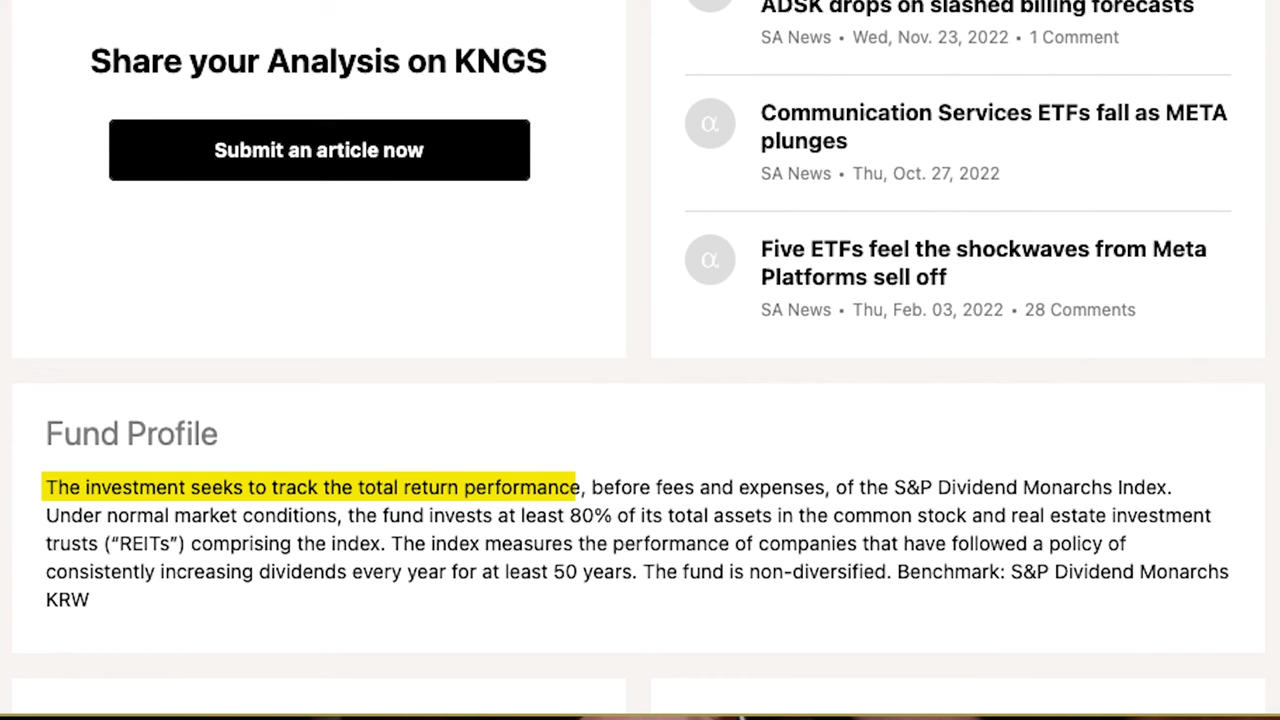 Share your Analysis on KNGS
Submit an article now
ADSK drops on slashed billing forecasts
SA News • Wed, Nov. 23, 2022 • 1 Comment
α
Communication Services ETFs fall as META
plunges
SA News • Thu, Oct. 27, 2022
α
Five ETFs feel the shockwaves from Meta
Platforms sell off
SA News • Thu, Feb. 03, 2022 • 28 Comments
Fund Profile
The investment seeks to track the total return performance, before fees and expenses, of the S&P Dividend Monarchs Index.
Under normal market conditions, the fund invests at least 80% of its total assets in the common stock and real estate investment
trusts (“REITs”) comprising the index. The index measures the performance of companies that have followed a policy of
consistently increasing dividends every year for at least 50 years. The fund is non-diversified. Benchmark: S&P Dividend Monarchs
KRW